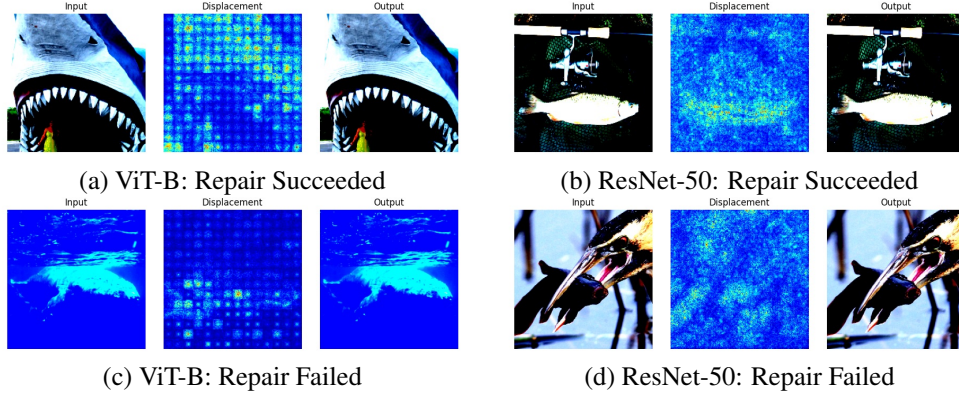 Input Displacement Output Input Displacement Output
(a) ViT-B: Repair Succeeded (b) ResNet-50: Repair Succeeded
Input Displacement Output Input Displacement Output
(c) ViT-B: Repair Failed (d) ResNet-50: Repair Failed